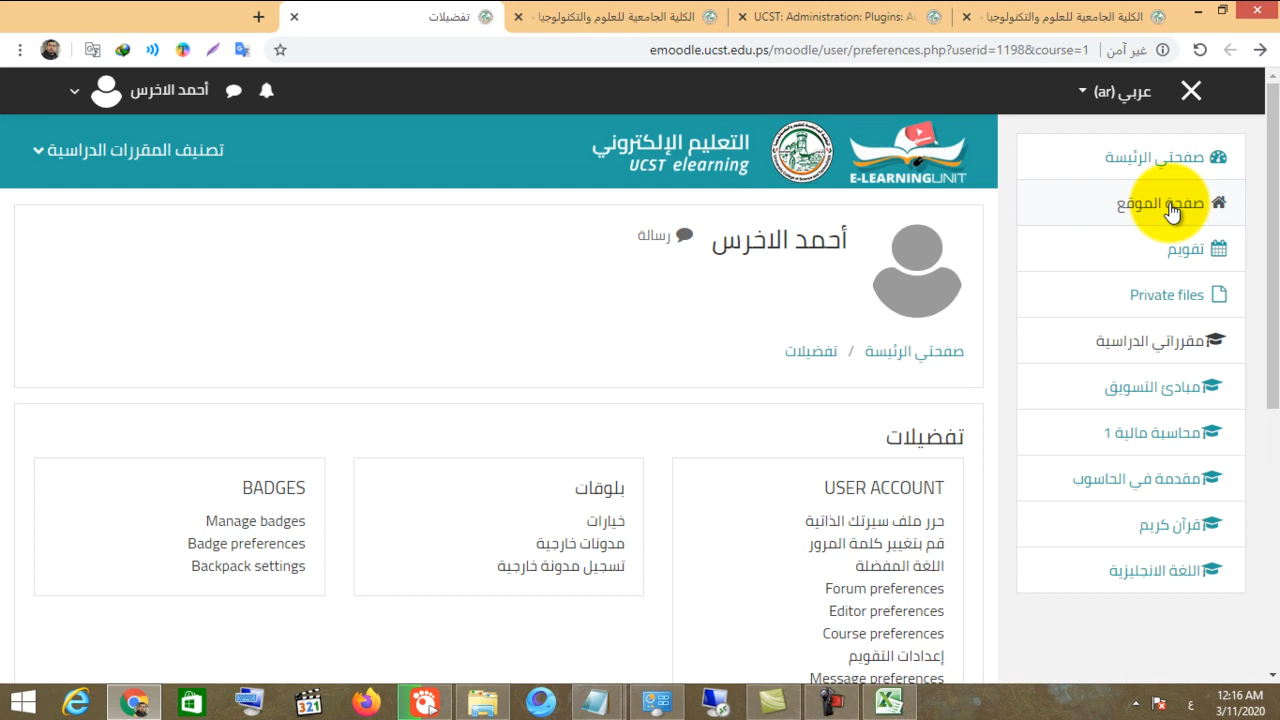 تفضيلات
الكلية الجامعية للعلوم والتكنولوجيا -
UCST: Administration: Plugins: Au
الكلية الجامعية للعلوم والتكنولوجيا -
emoodle.ucst.edu.ps/moodle/user/preferences.php?userid=1198&course=1
غير آمن
عربي (ar)
أحمد الاخرس
E-LEARNINGUNIT
التعليم الإلكتروني
UCST elearning
تصنيف المقررات الدراسية
صفحتي الرئيسة
صفحة الموقع
تقويم
Private files
مقرراتي الدراسية
مبادئ التسويق
محاسبة مالية 1
مقدمة في الحاسوب
قرآن كريم
اللغة الانجليزية
أحمد الاخرس
رسالة
صفحتي الرئيسة / تفضيلات
تفضيلات
USER ACCOUNT
حرر ملف سيرتك الذاتية
قم بتغيير كلمة المرور
اللغة المفضلة
Forum preferences
Editor preferences
Course preferences
إعدادات التقويم
Message preferences
بلوقات
خيارات
مدونات خارجية
تسجيل مدونة خارجية
BADGES
Manage badges
Badge preferences
Backpack settings
321
ع
12:16 AM
3/11/2020